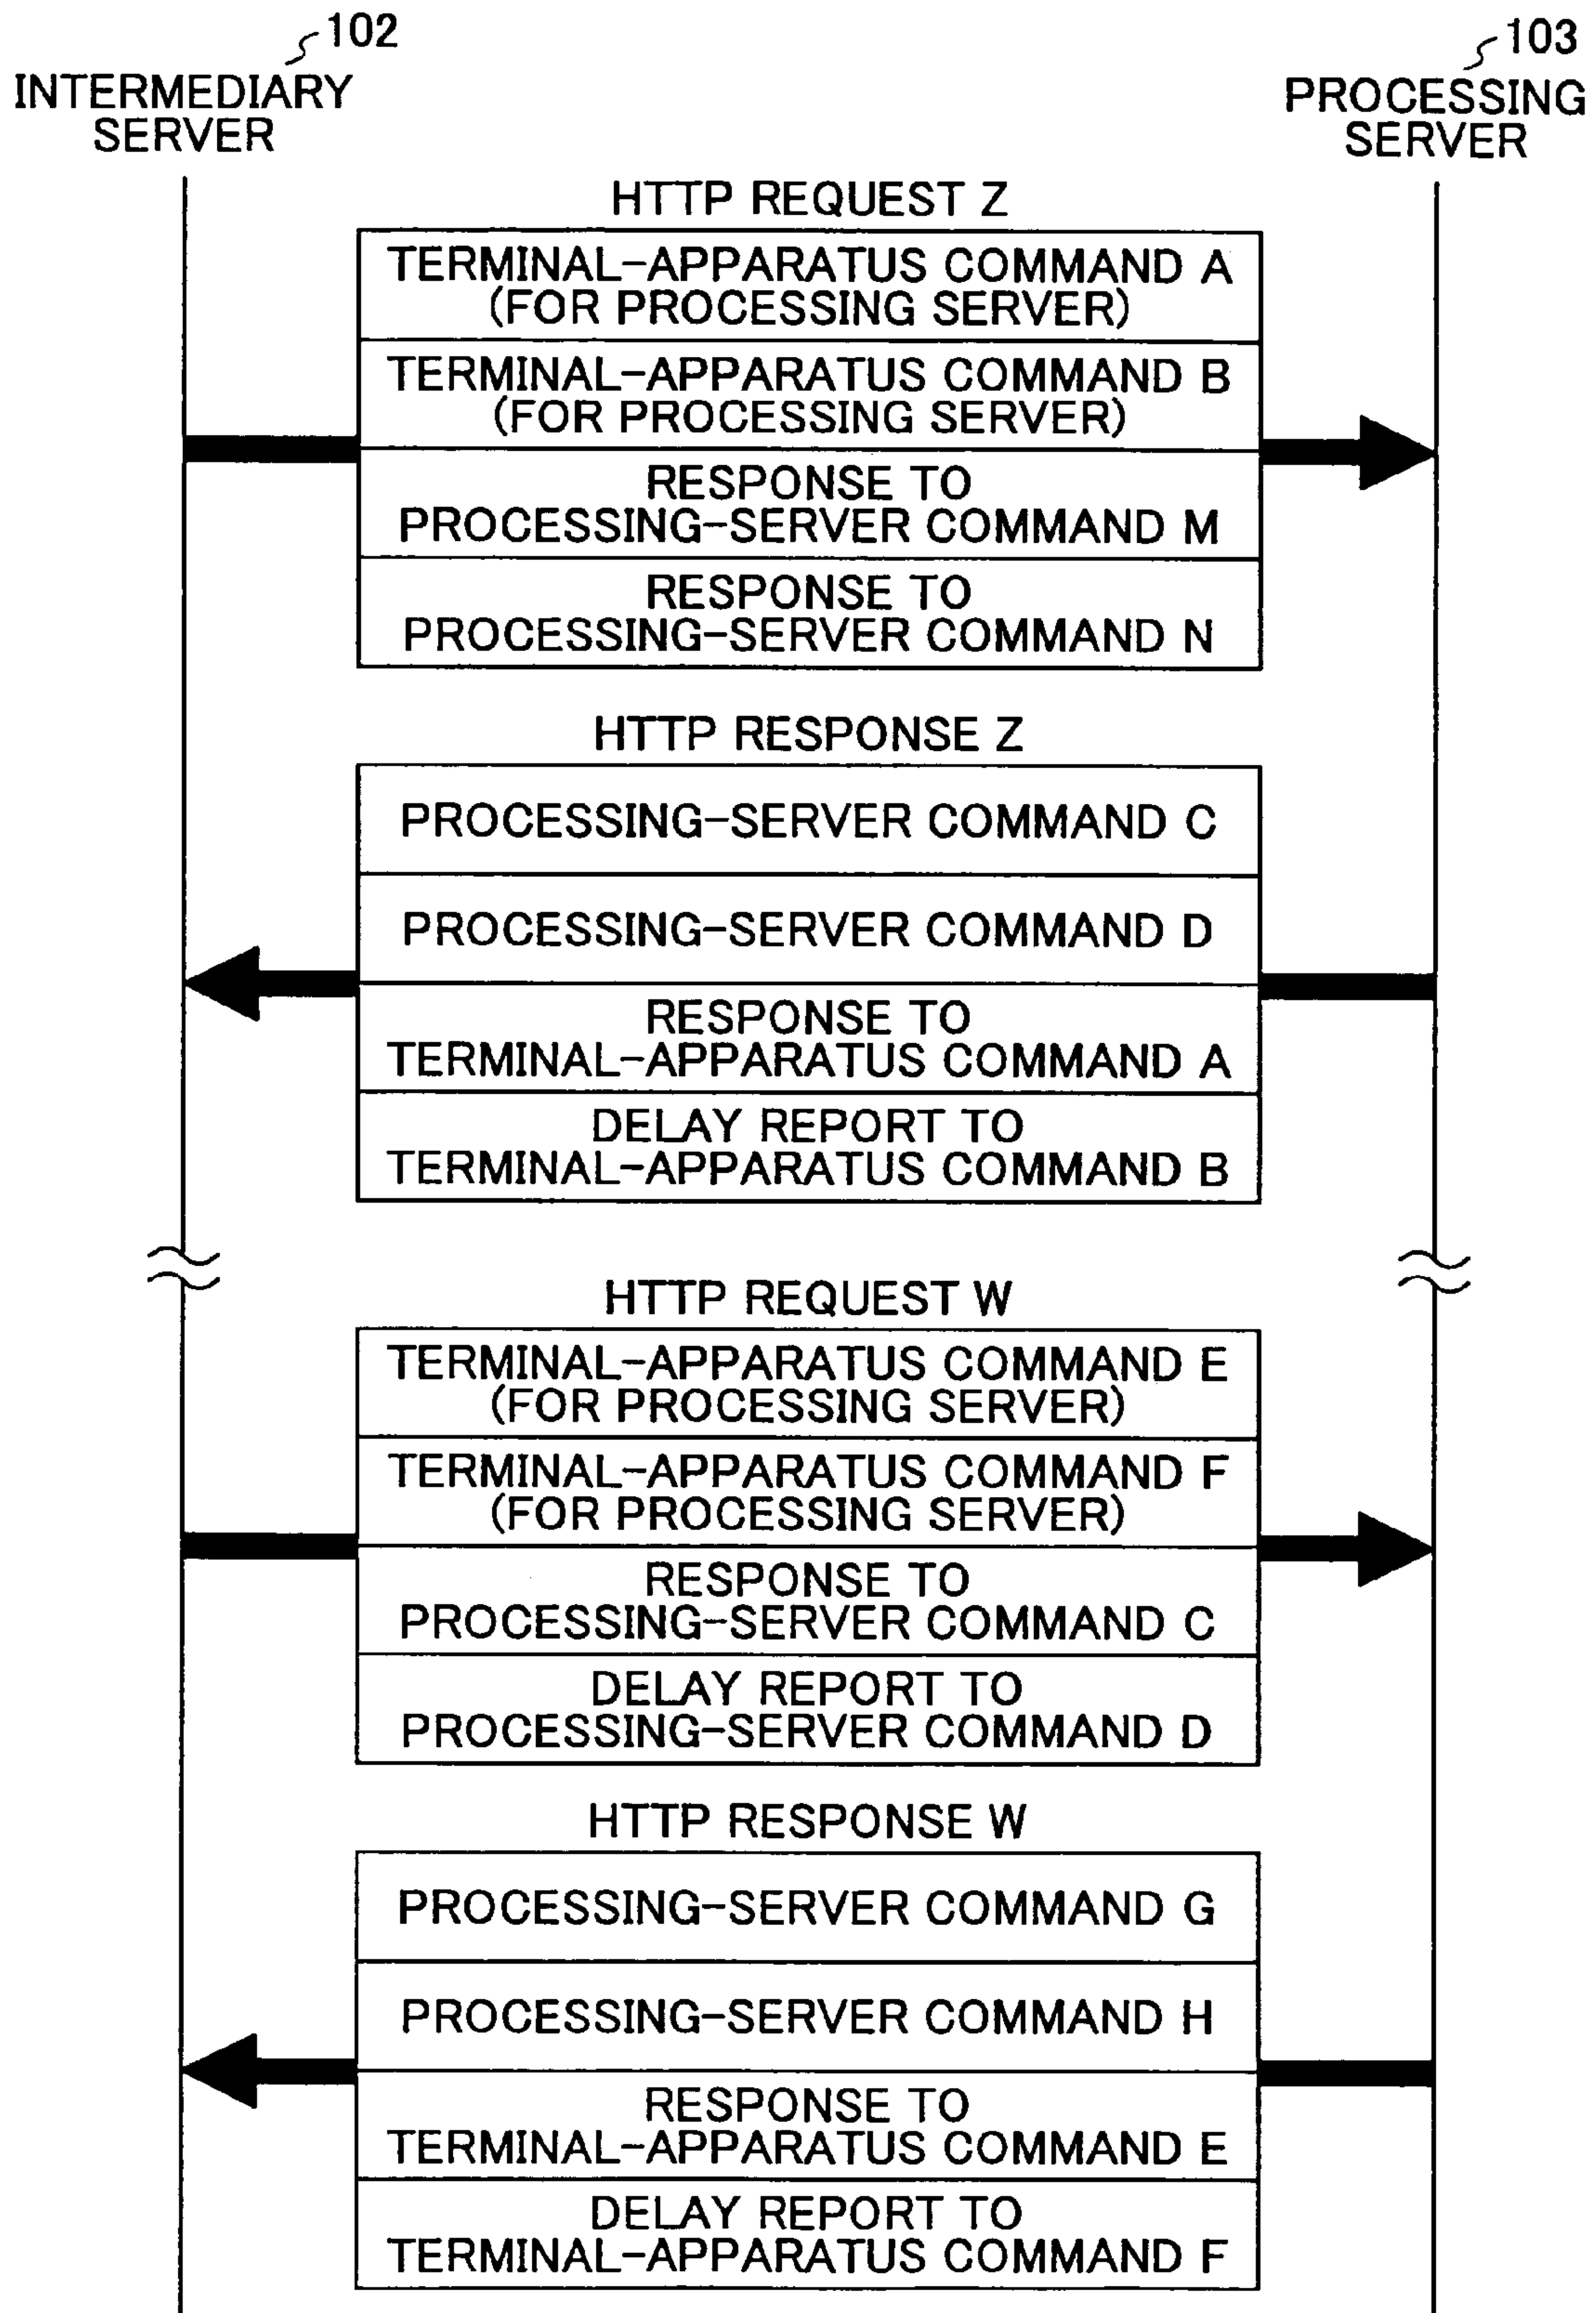 102
INTERMEDIARY
SERVER
103
PROCESSING
SERVER
HTTP REQUEST Z
TERMINAL-APPARATUS COMMAND A
(FOR PROCESSING SERVER)
TERMINAL-APPARATUS COMMAND B
(FOR PROCESSING SERVER)
RESPONSE TO
PROCESSING-SERVER COMMAND M
RESPONSE TO
PROCESSING-SERVER COMMAND N
HTTP RESPONSE Z
PROCESSING-SERVER COMMAND C
PROCESSING-SERVER COMMAND D
RESPONSE TO
TERMINAL-APPARATUS COMMAND A
DELAY REPORT TO
TERMINAL-APPARATUS COMMAND B
HTTP REQUEST W
TERMINAL-APPARATUS COMMAND E
(FOR PROCESSING SERVER)
TERMINAL-APPARATUS COMMAND F
(FOR PROCESSING SERVER)
RESPONSE TO
PROCESSING-SERVER COMMAND C
DELAY REPORT TO
PROCESSING-SERVER COMMAND D
HTTP RESPONSE W
PROCESSING-SERVER COMMAND G
PROCESSING-SERVER COMMAND H
RESPONSE TO
TERMINAL-APPARATUS COMMAND E
DELAY REPORT TO
TERMINAL-APPARATUS COMMAND F